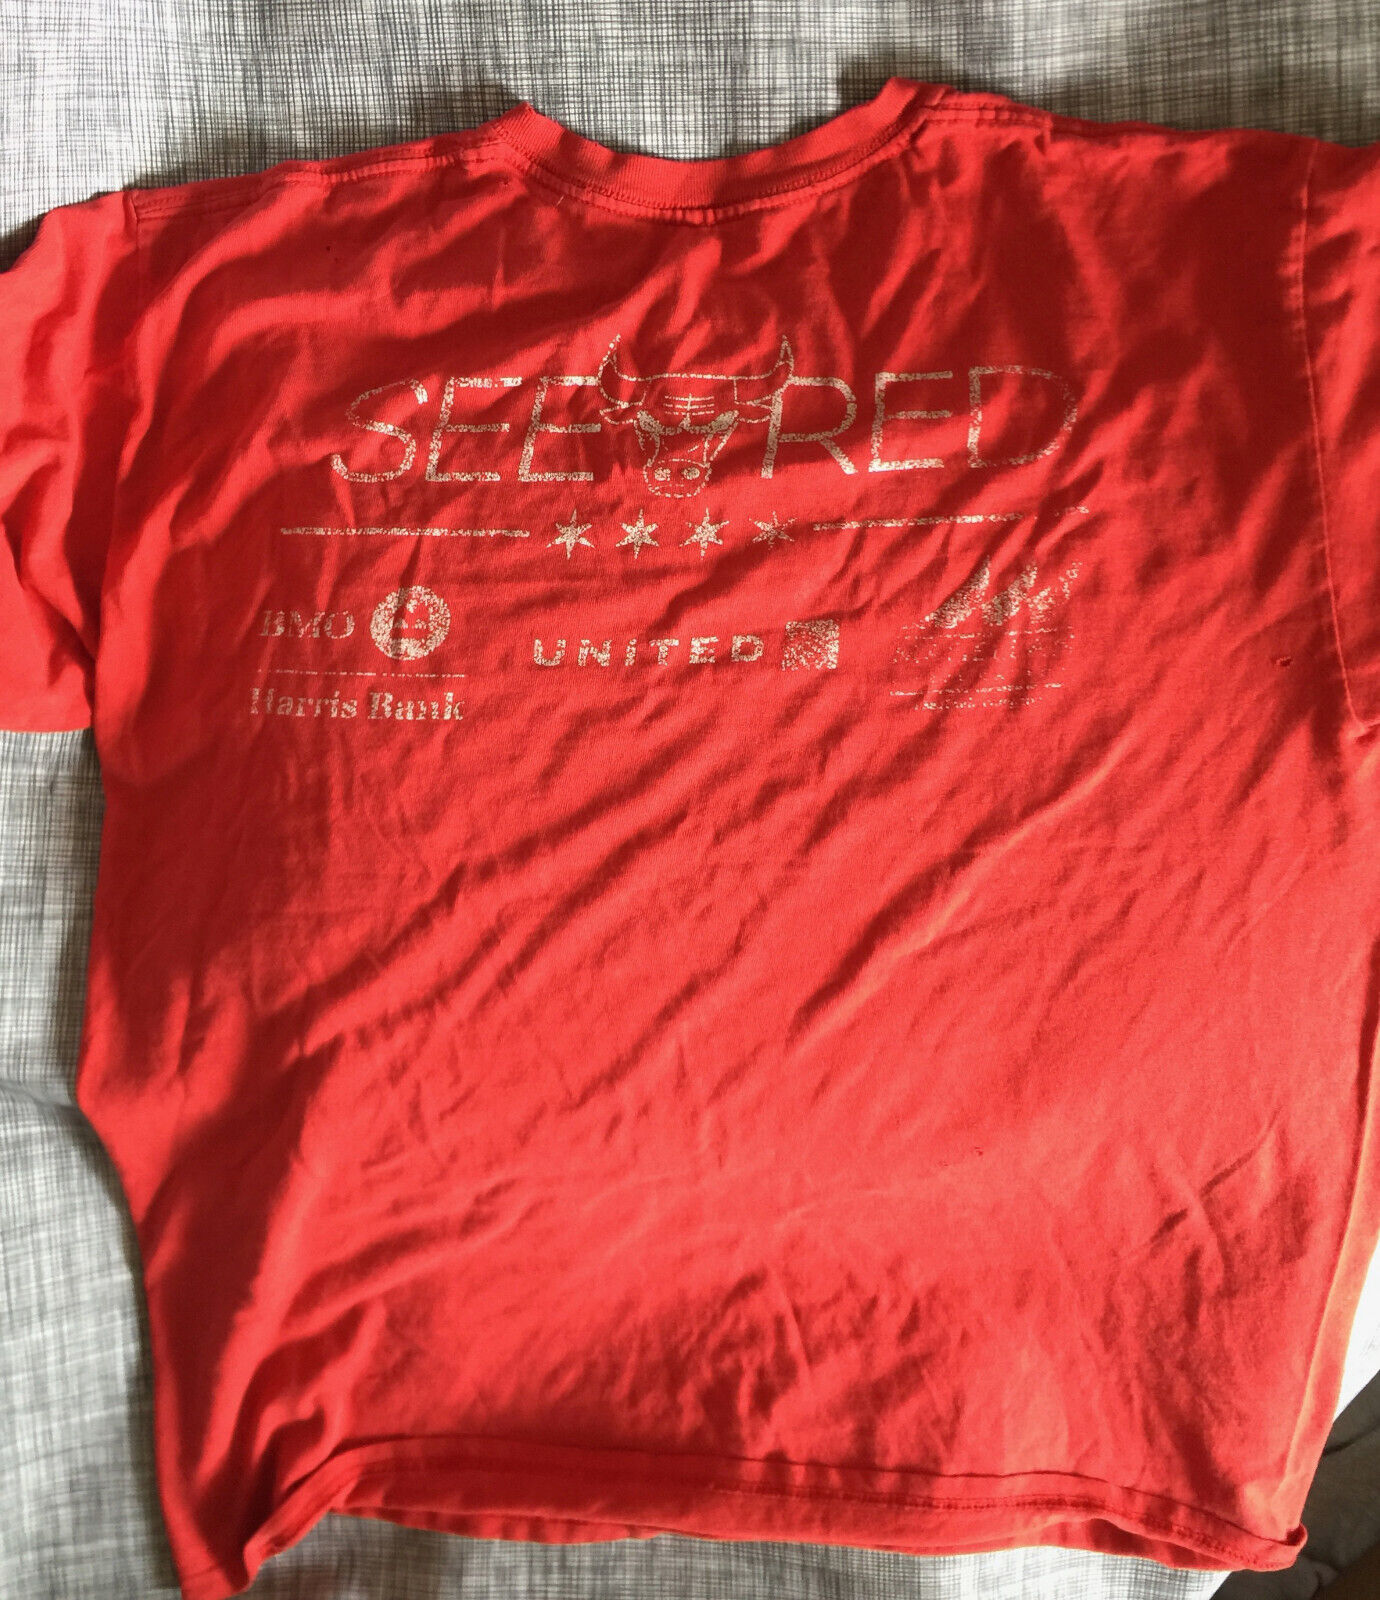 SEE RED
BMO
Harris Bank
UNITED